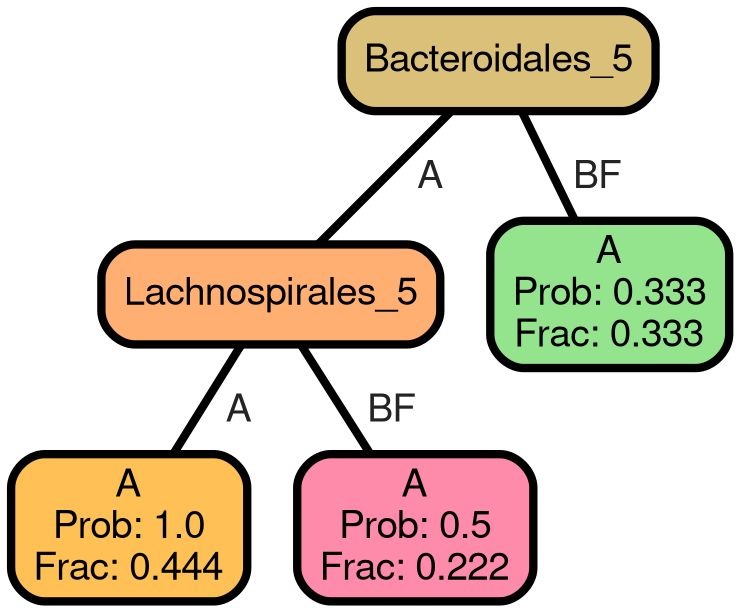 Bacteroidales_5
A
BF
A
Prob: 0.333
Frac: 0.333
Lachnospirales_5
A
BF
A
Prob: 1.0
Frac: 0.444
A
Prob: 0.5
Frac: 0.222